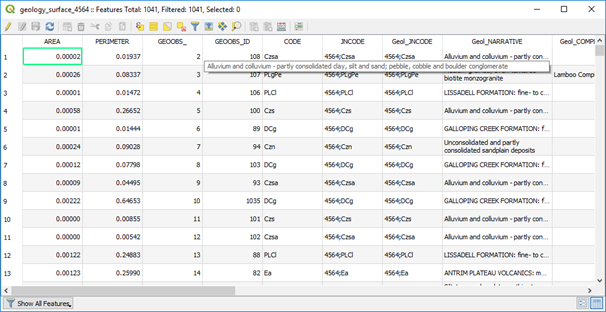 geology_surface_4564 :: Features Total: 1041, Filtered: 1041, Selected: 0
AREA PERIMETER GEOOBS_ GEOOBS_ID CODE JNCODE Geol_JNCODE Geol_NARRATIVE Geol_COMPU
1 0.00002 0.01937 2 108 Czsa 4564;Czsa 4564;Czsa Alluvium and colluvium - partly con...
Alluvium and colluvium - partly consolidated clay, silt and sand; pebble, cobble and boulder conglomerate
2 0.00026 0.08337 3 107 PLgPe 4564;PLgPe 4564;PLgPe biotite monzogranite Lamboo Comp
3 0.00001 0.01472 4 106 PLCl 4564;PLCl 4564;PLCl LISSADELL FORMATION: fine- to c...
4 0.00058 0.26652 5 100 Czs 4564;Czs 4564;Czs Alluvium and colluvium - partly con...
5 0.00001 0.01444 6 89 DCg 4564;DCg 4564;DCg GALLOPING CREEK FORMATION: f...
6 0.00024 0.09028 7 94 Czn 4564;Czn 4564;Czn Unconsolidated and partly
consolidated sandplain deposits
7 0.00012 0.07798 8 103 DCg 4564;DCg 4564;DCg GALLOPING CREEK FORMATION: f...
8 0.00009 0.04495 9 93 Czsa 4564;Czsa 4564;Czsa Alluvium and colluvium - partly con...
9 0.00222 0.64653 10 1035 DCg 4564;DCg 4564;DCg GALLOPING CREEK FORMATION: f...
10 0.00000 0.00855 11 101 Czs 4564;Czs 4564;Czs Alluvium and colluvium - partly con...
11 0.00000 0.00542 12 102 Czsa 4564;Czsa 4564;Czsa Alluvium and colluvium - partly con...
12 0.00122 0.24883 13 88 PLCl 4564;PLCl 4564;PLCl LISSADELL FORMATION: fine- to c...
13 0.00123 0.25990 14 82 Ea 4564;Ea 4564;Ea ANTRIM PLATEAU VOLCANICS: m...
Show All Features